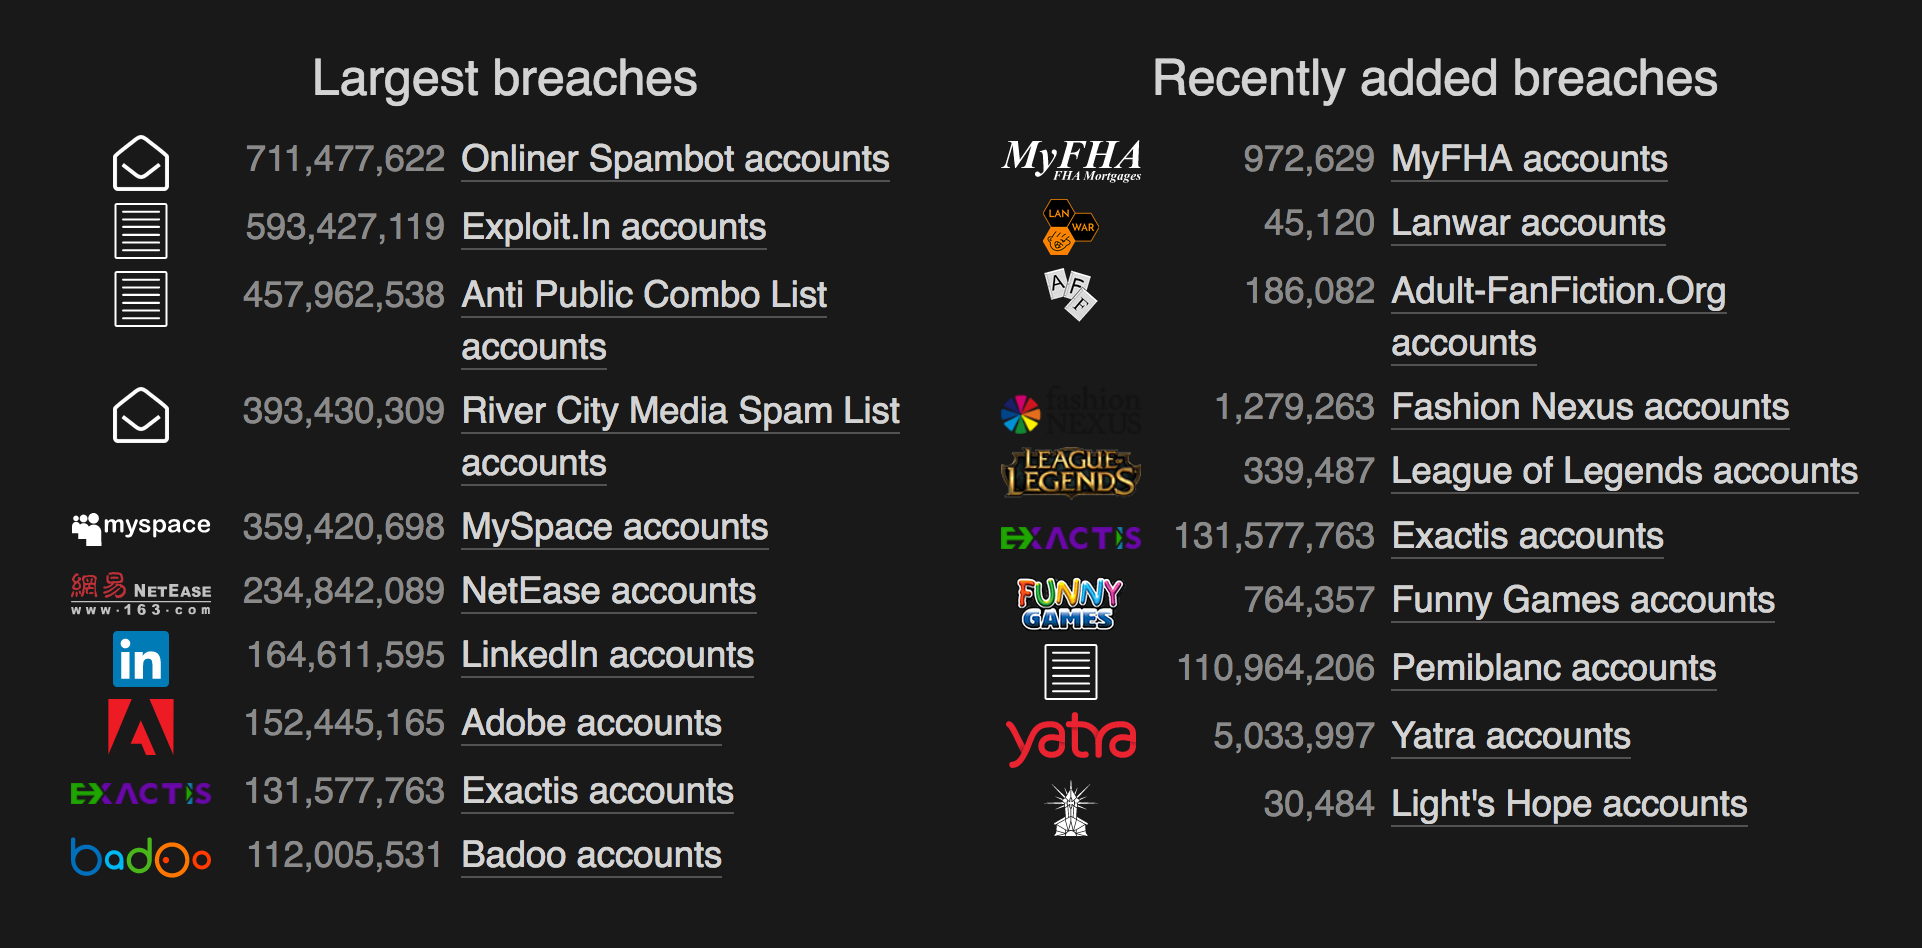 Largest breaches
711,477,622 Onliner Spambot accounts
593,427,119 Exploit.In accounts
457,962,538 Anti Public Combo List
accounts
393,430,309 River City Media Spam List
accounts
myspace 359,420,698 MySpace accounts
網易 NETEASE
www.163.com
234,842,089 NetEase accounts
in 164,611,595 LinkedIn accounts
152,445,165 Adobe accounts
EXACTIS 131,577,763 Exactis accounts
badoo 112,005,531 Badoo accounts
Recently added breaches
MyFHA
FHA Mortgages
972,629 MyFHA accounts
LAN
WAR
45,120 Lanwar accounts
AFF
186,082 Adult-FanFiction.Org
accounts
fashion
NEXUS
1,279,263 Fashion Nexus accounts
LEAGUE OF
LEGENDS
339,487 League of Legends accounts
EXACTIS 131,577,763 Exactis accounts
FUNNY
GAMES
764,357 Funny Games accounts
110,964,206 Pemiblanc accounts
yatra 5,033,997 Yatra accounts
30,484 Light's Hope accounts